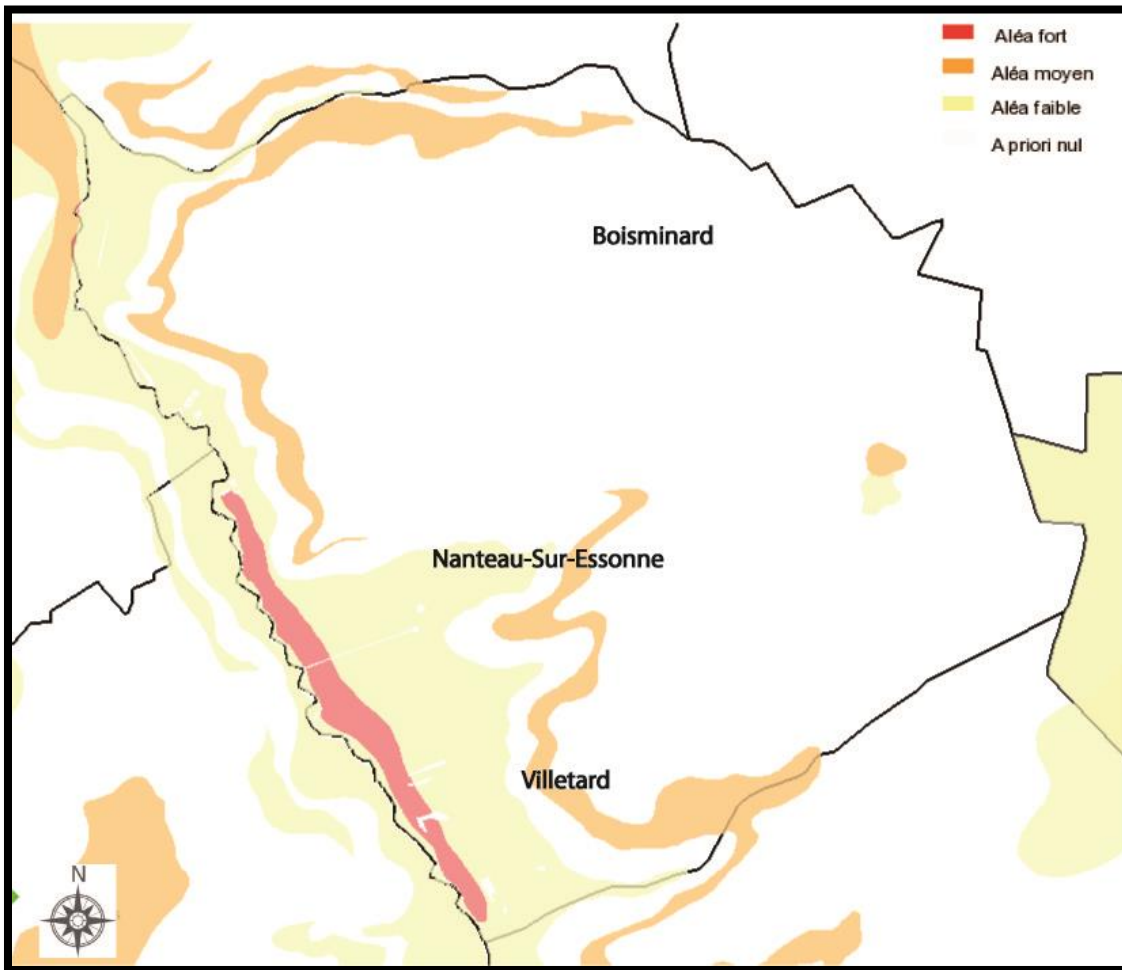 Aléa fort
Aléa moyen
Aléa faible
A priori nul
Boisminard
Nanteau-Sur-Essonne
Villetard
N